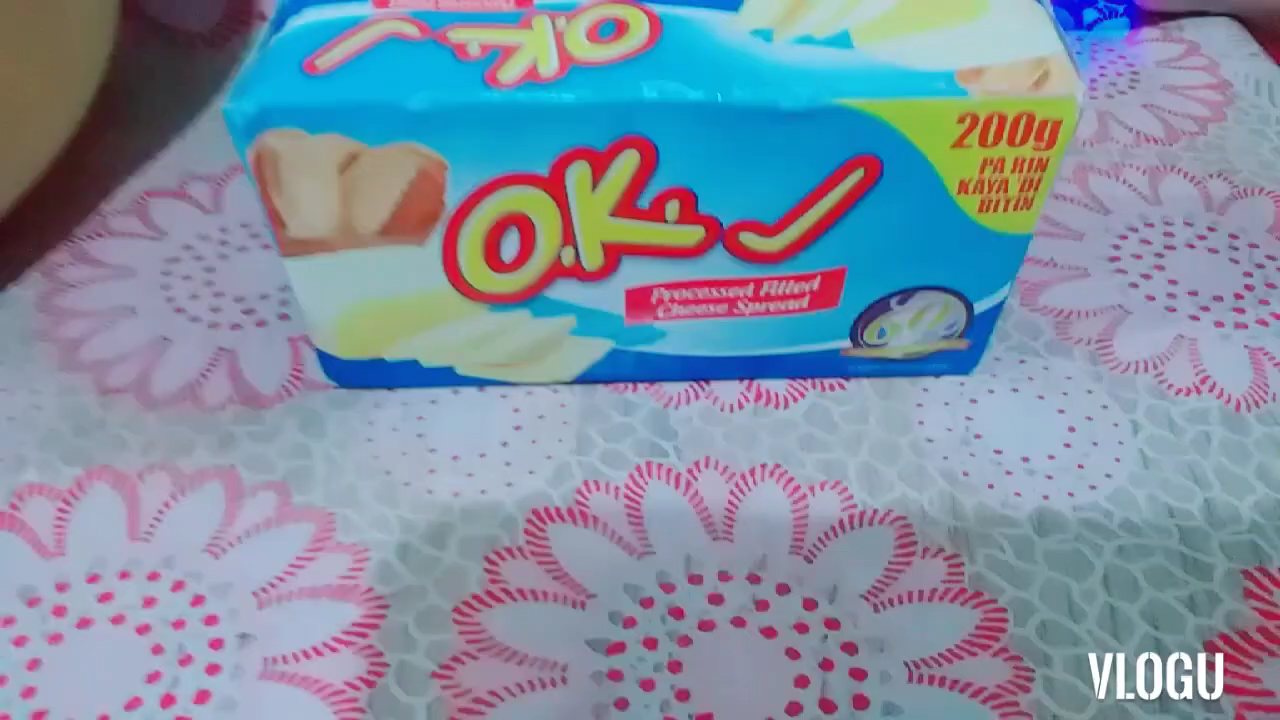 O.K.
O.K.
200g
PA RIN
KAYA 'DI
BITIN
Processed Filled
Cheese Spread
VLOGU